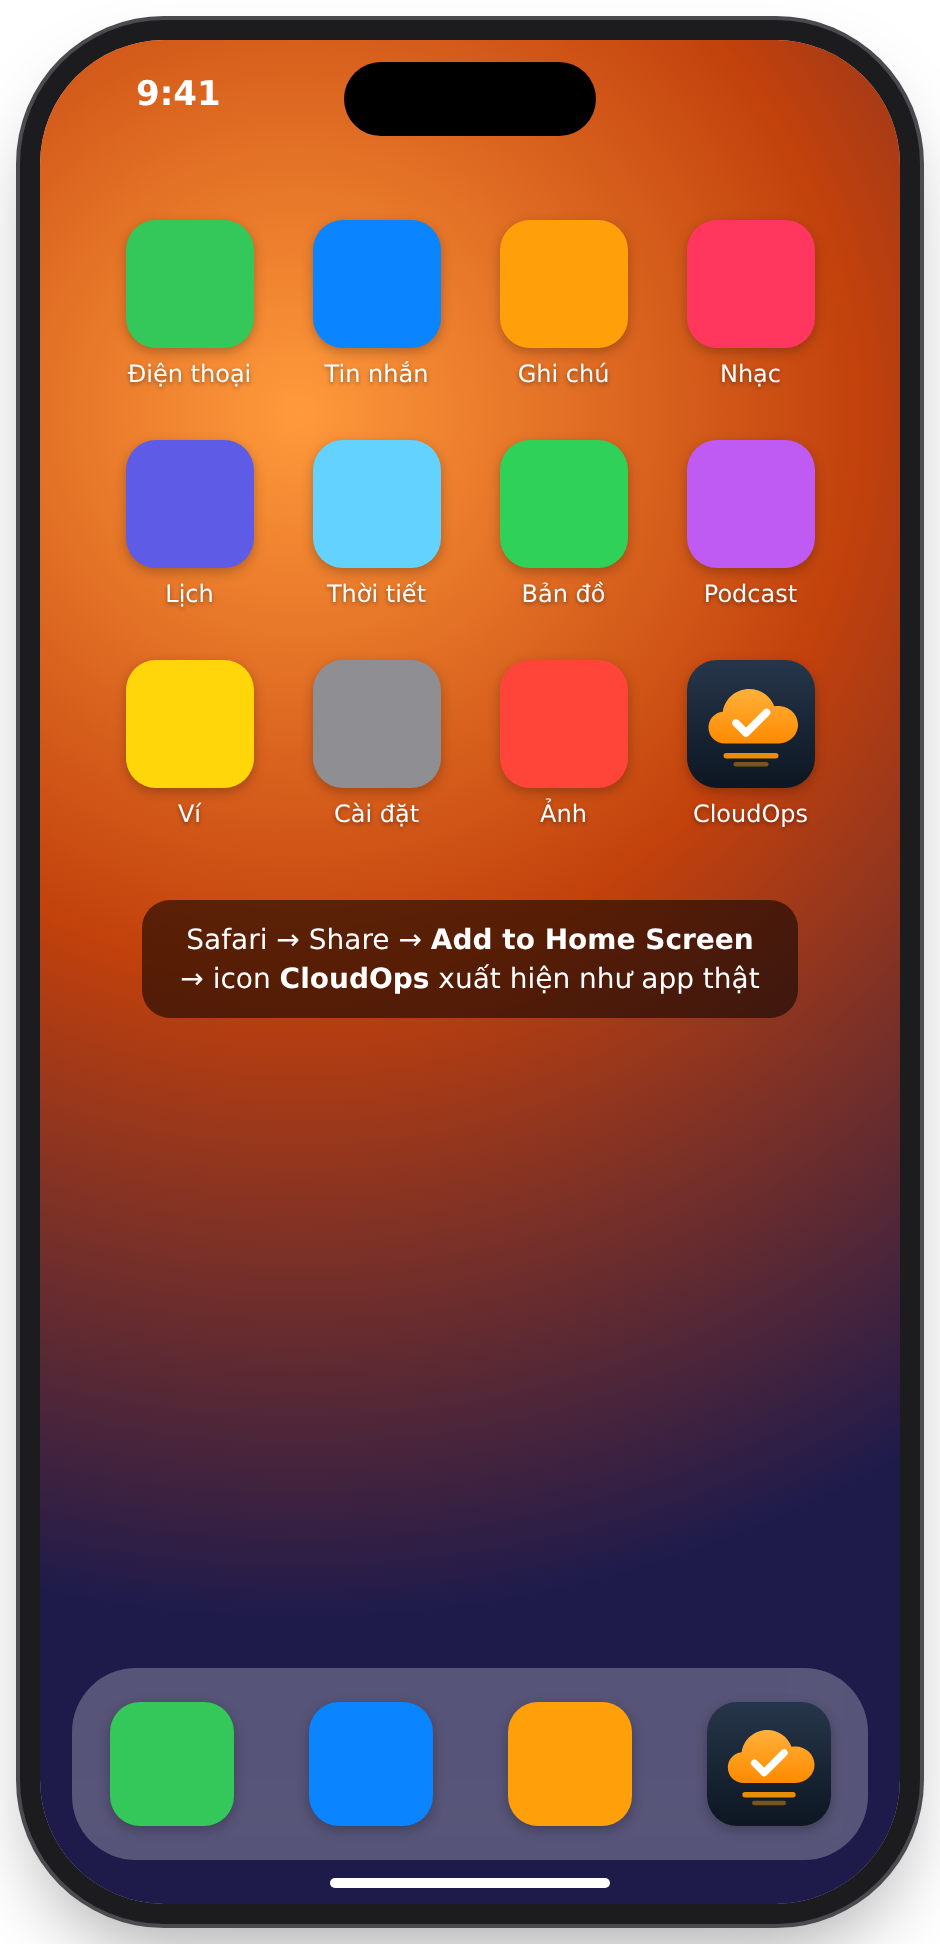 9:41
Điện thoại Tin nhắn Ghi chú Nhạc
Lịch Thời tiết Bản đồ Podcast
Ví Cài đặt Ảnh CloudOps
Safari → Share → Add to Home Screen
→ icon CloudOps xuất hiện như app thật